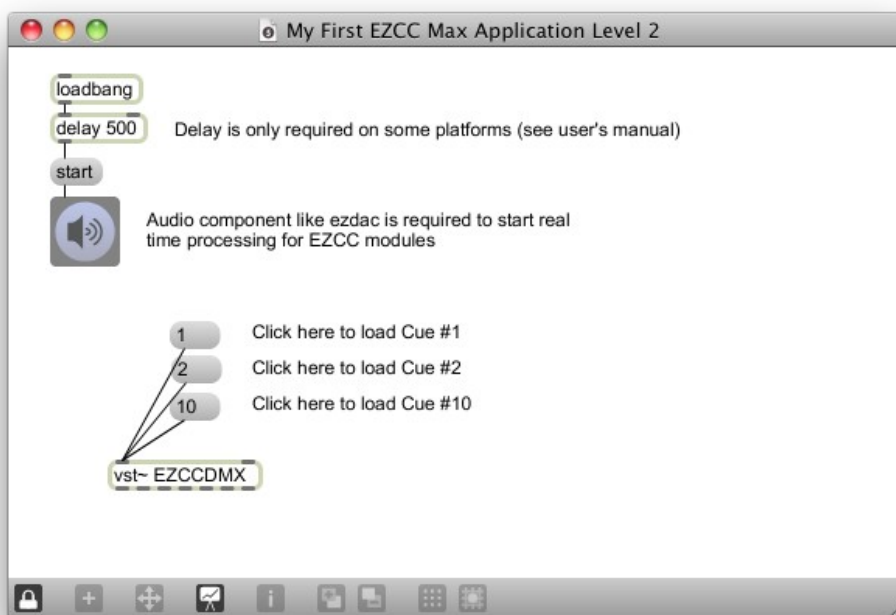 My First EZCC Max Application Level 2
loadbang
delay 500
Delay is only required on some platforms (see user's manual)
start
Audio component like ezdac is required to start real
time processing for EZCC modules
1
Click here to load Cue #1
2
Click here to load Cue #2
10
Click here to load Cue #10
vst~ EZCCDMX